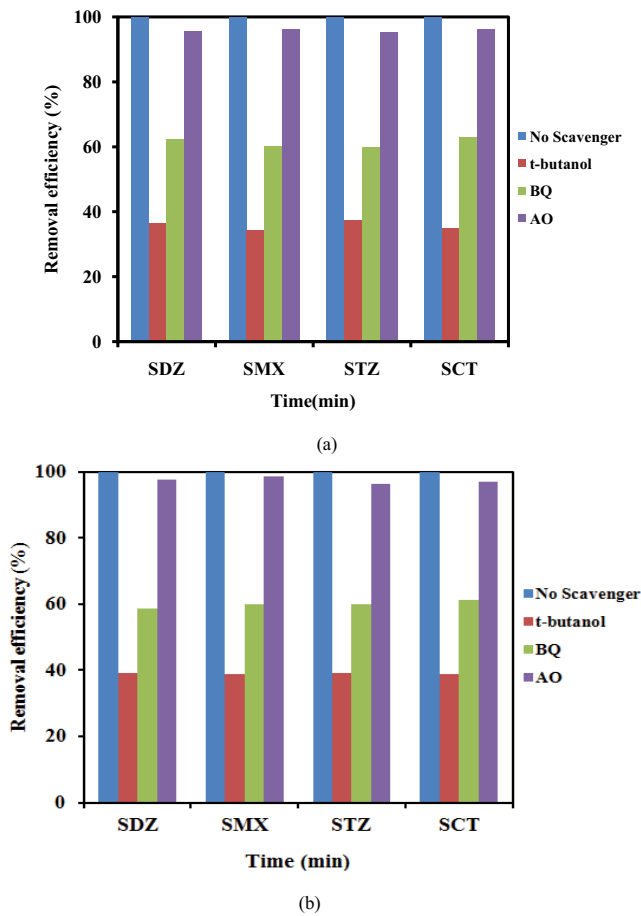 100
80
60
40
20
0
Removal efficiency (%)
SDZ SMX STZ SCT
Time(min)
No Scavenger
t-butanol
BQ
AO
(a)
100
80
60
40
20
0
Removal efficiency (%)
SDZ SMX STZ SCT
Time (min)
No Scavenger
t-butanol
BQ
AO
(b)